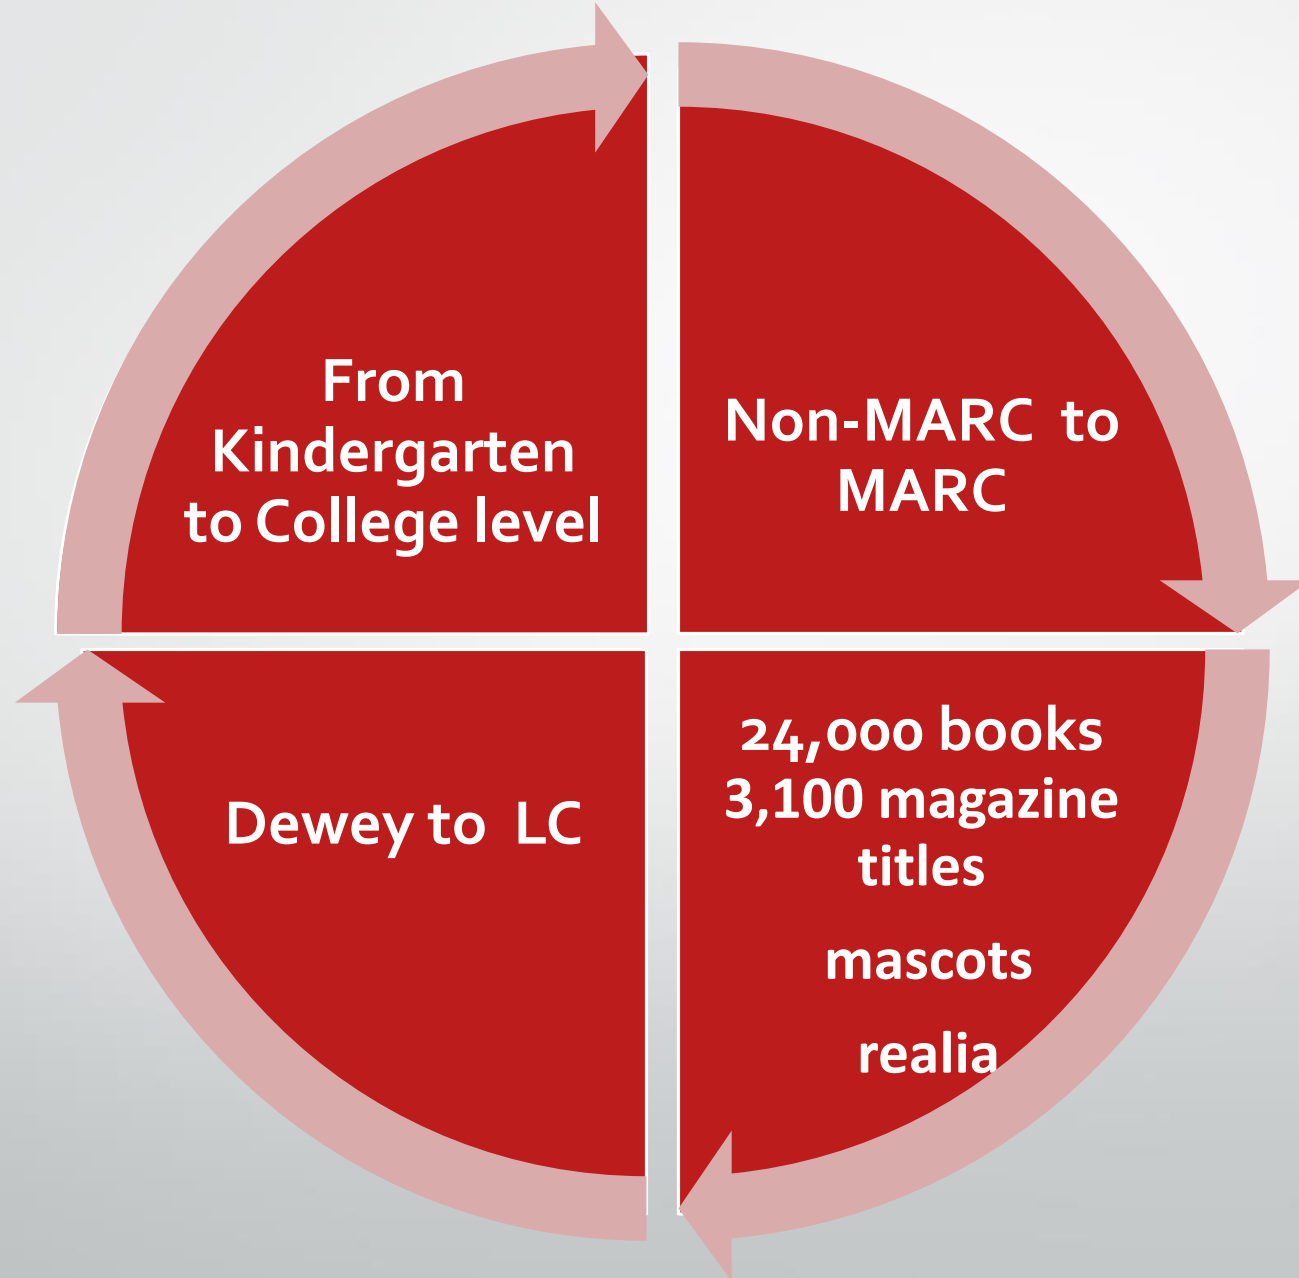 From
Kindergarten
to College level
Non-MARC to
MARC
24,000 books
3,100 magazine
titles
mascots
realia
Dewey to LC